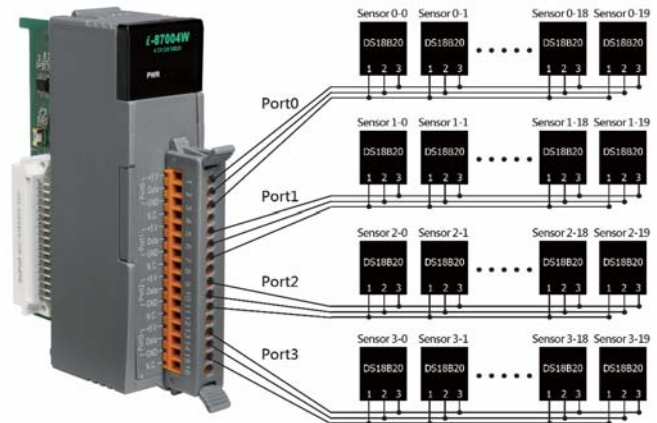 Sensor 0-0 Sensor 0-1 Sensor 0-18 Sensor 0-19
DS18B20 DS18B20 DS18B20 DS18B20
1 2 3 1 2 3 1 2 3 1 2 3
i-87004W
PWR
Port0
Sensor 1-0 Sensor 1-1 Sensor 1-18 Sensor 1-19
DS18B20 DS18B20 DS18B20 DS18B20
1 2 3 1 2 3 1 2 3 1 2 3
Port1
Sensor 2-0 Sensor 2-1 Sensor 2-18 Sensor 2-19
DS18B20 DS18B20 DS18B20 DS18B20
1 2 3 1 2 3 1 2 3 1 2 3
Port2
Sensor 3-0 Sensor 3-1 Sensor 3-18 Sensor 3-19
DS18B20 DS18B20 DS18B20 DS18B20
1 2 3 1 2 3 1 2 3 1 2 3
Port3